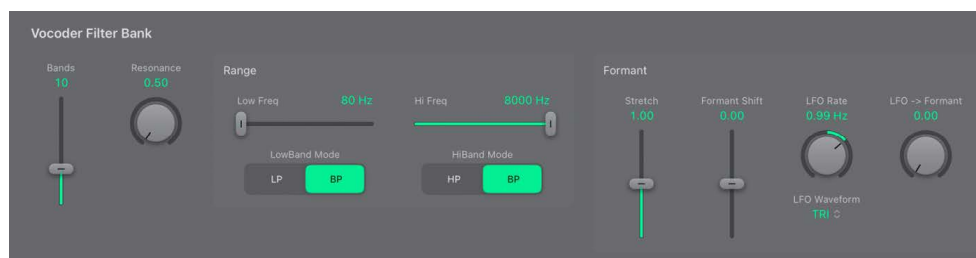 Vocoder Filter Bank
Bands
10
Resonance
0.50
Range
Low Freq 80 Hz
Hi Freq 8000 Hz
LowBand Mode
LP BP
HiBand Mode
HP BP
Formant
Stretch
1.00
Formant Shift
0.00
LFO Rate
0.99 Hz
LFO -> Formant
0.00
LFO Waveform
TRI